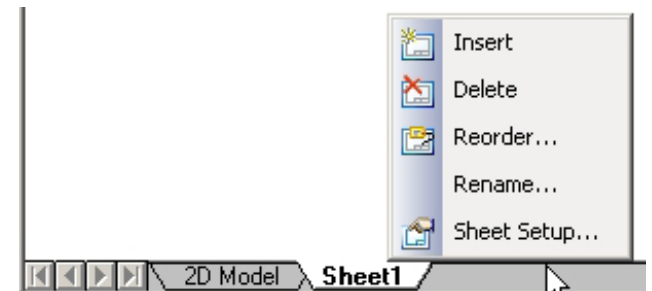 Insert
Delete
Reorder...
Rename...
Sheet Setup...
2D Model Sheet1